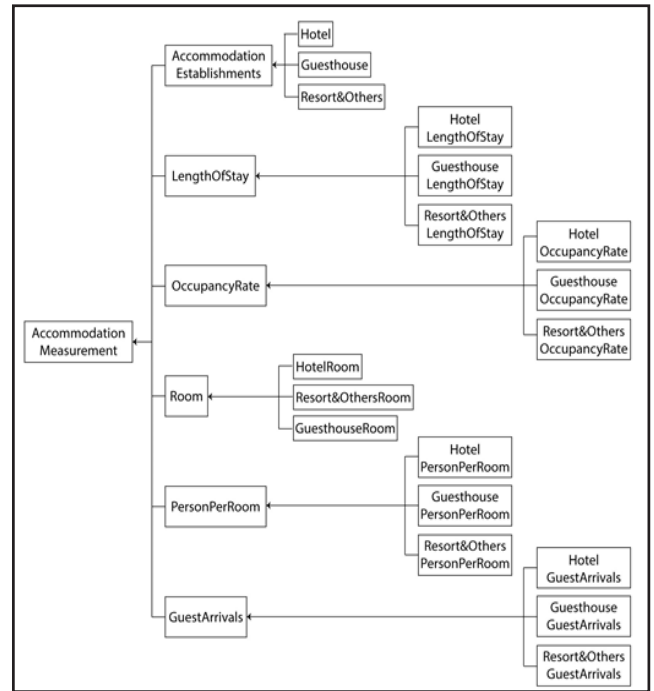 Accommodation
Establishments
Hotel
Guesthouse
Resort&Others
LengthOfStay
Hotel
LengthOfStay
Guesthouse
LengthOfStay
Resort&Others
LengthOfStay
OccupancyRate
Hotel
OccupancyRate
Guesthouse
OccupancyRate
Resort&Others
OccupancyRate
Accommodation
Measurement
Room
HotelRoom
Resort&OthersRoom
GuesthouseRoom
PersonPerRoom
Hotel
PersonPerRoom
Guesthouse
PersonPerRoom
Resort&Others
PersonPerRoom
GuestArrivals
Hotel
GuestArrivals
Guesthouse
GuestArrivals
Resort&Others
GuestArrivals